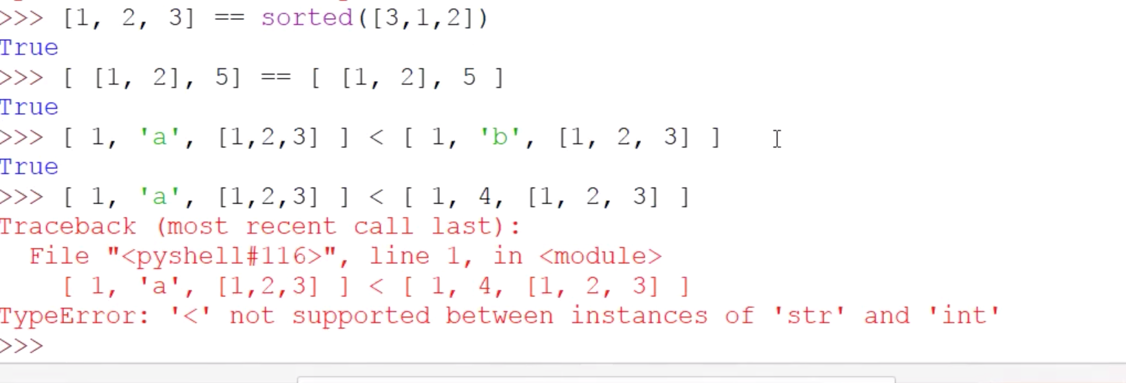 >>> [1, 2, 3] == sorted([3,1,2])
True
>>> [ [1, 2], 5] == [ [1, 2], 5 ]
True
>>> [ 1, 'a', [1,2,3] ] < [ 1, 'b', [1, 2, 3] ]
True
>>> [ 1, 'a', [1,2,3] ] < [ 1, 4, [1, 2, 3] ]
Traceback (most recent call last):
  File "<pyshell#116>", line 1, in <module>
    [ 1, 'a', [1,2,3] ] < [ 1, 4, [1, 2, 3] ]
TypeError: '<' not supported between instances of 'str' and 'int'
>>>